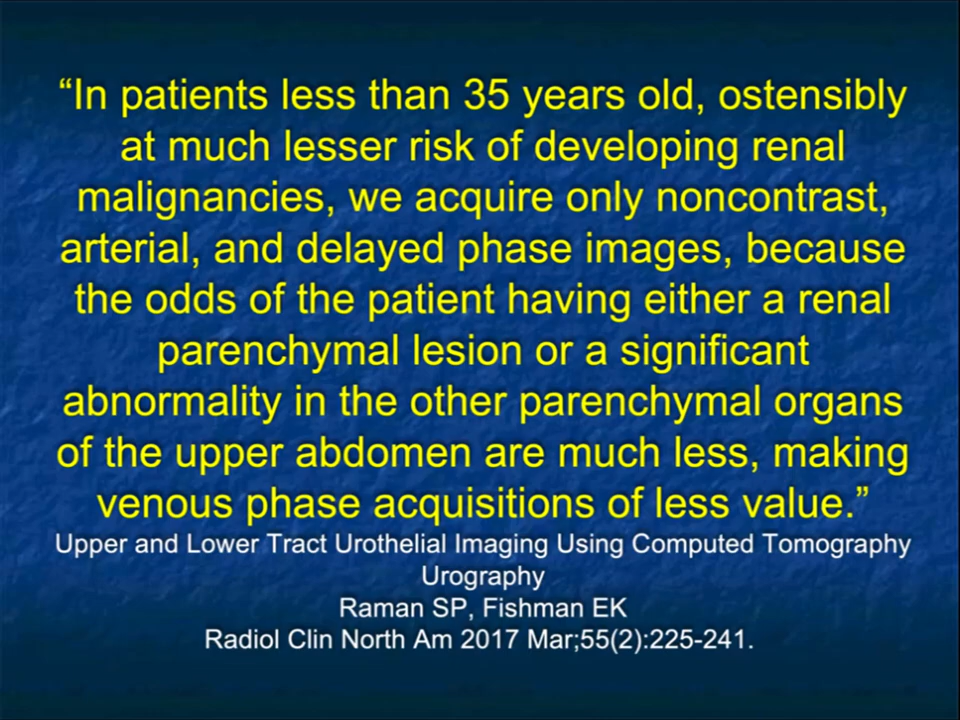 “In patients less than 35 years old, ostensibly
at much lesser risk of developing renal
malignancies, we acquire only noncontrast,
arterial, and delayed phase images, because
the odds of the patient having either a renal
parenchymal lesion or a significant
abnormality in the other parenchymal organs
of the upper abdomen are much less, making
venous phase acquisitions of less value.”
Upper and Lower Tract Urothelial Imaging Using Computed Tomography
Urography
Raman SP, Fishman EK
Radiol Clin North Am 2017 Mar;55(2):225-241.